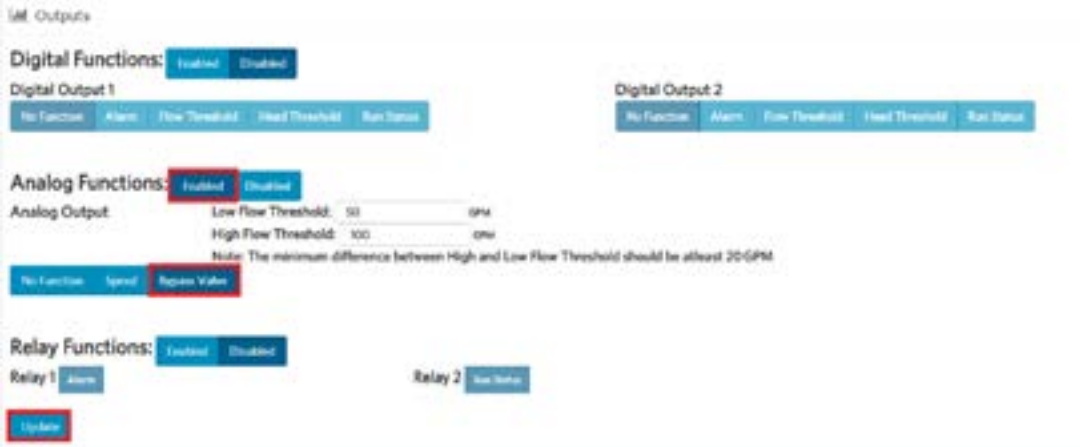 Outputs
Digital Functions: Enabled Disabled
Digital Output 1
No Function Alarm Flow Threshold Head Threshold Run Status
Digital Output 2
No Function Alarm Flow Threshold Head Threshold Run Status
Analog Functions: Enabled Disabled
Analog Output Low Flow Threshold: 50 GPM
High Flow Threshold: 100 GPM
Note: The minimum difference between High and Low Flow Threshold should be atleast 20 GPM
No Function Speed Bypass Valve
Relay Functions: Enabled Disabled
Relay 1 Alarm Relay 2 Run Status
Update